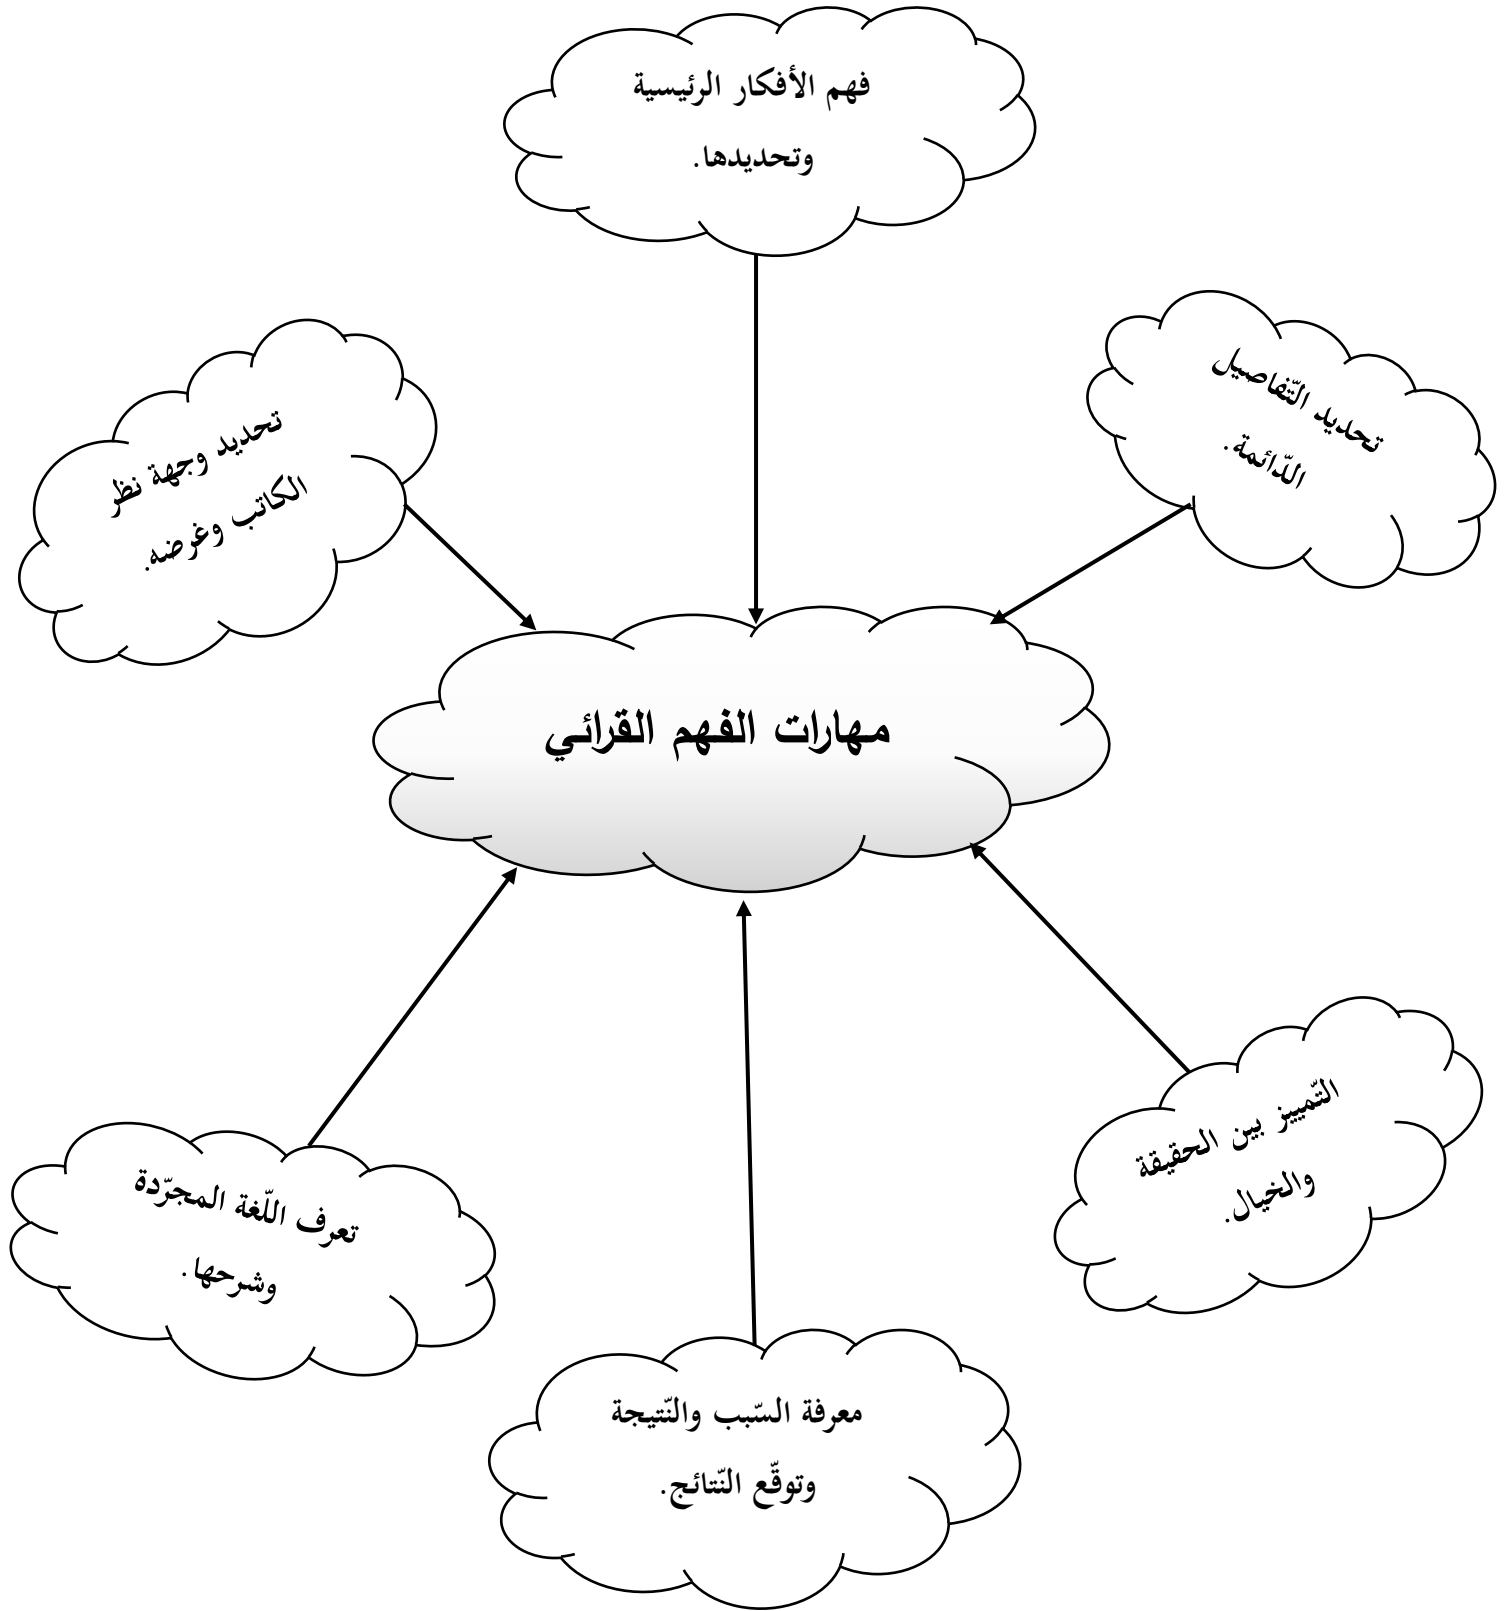 فهم الأفكار الرئيسية
وتحديدها.
تحديد التّفاصيل
الدّائمة.
تحديد وجهة نظر
الكاتب وغرضه.
مهارات الفهم القرائي
التّمييز بين الحقيقة
والخيال.
تعرف اللّغة المجرّدة
وشرحها.
معرفة السّبب والنّتيجة
وتوقّع النّتائج.